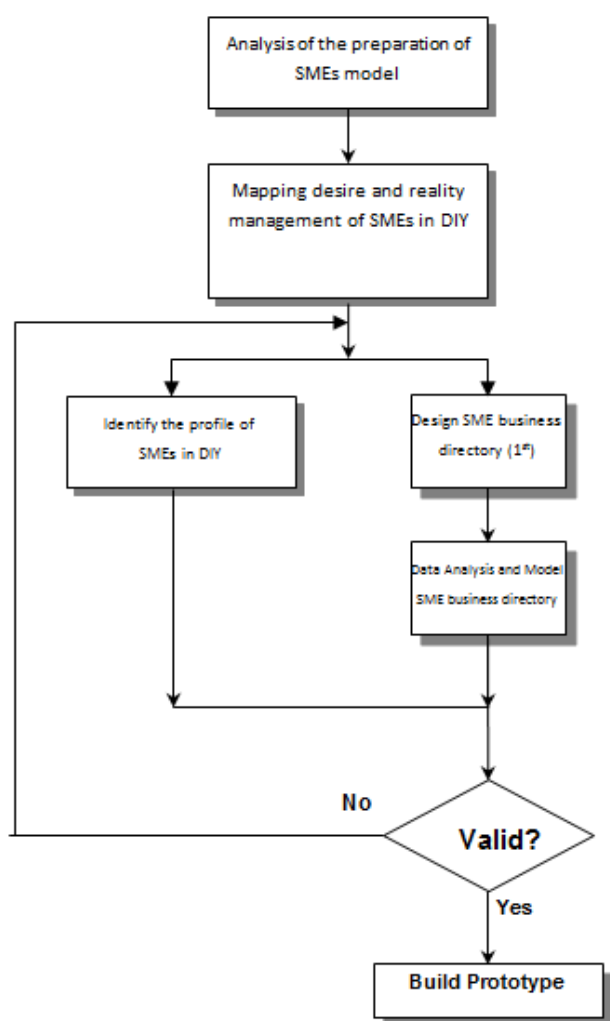 Analysis of the preparation of
SMEs model
Mapping desire and reality
management of SMEs in DIY
Identify the profile of
SMEs in DIY
Design SME business
directory (1st)
Data Analysis and Model
SME business directory
No
Valid?
Yes
Build Prototype